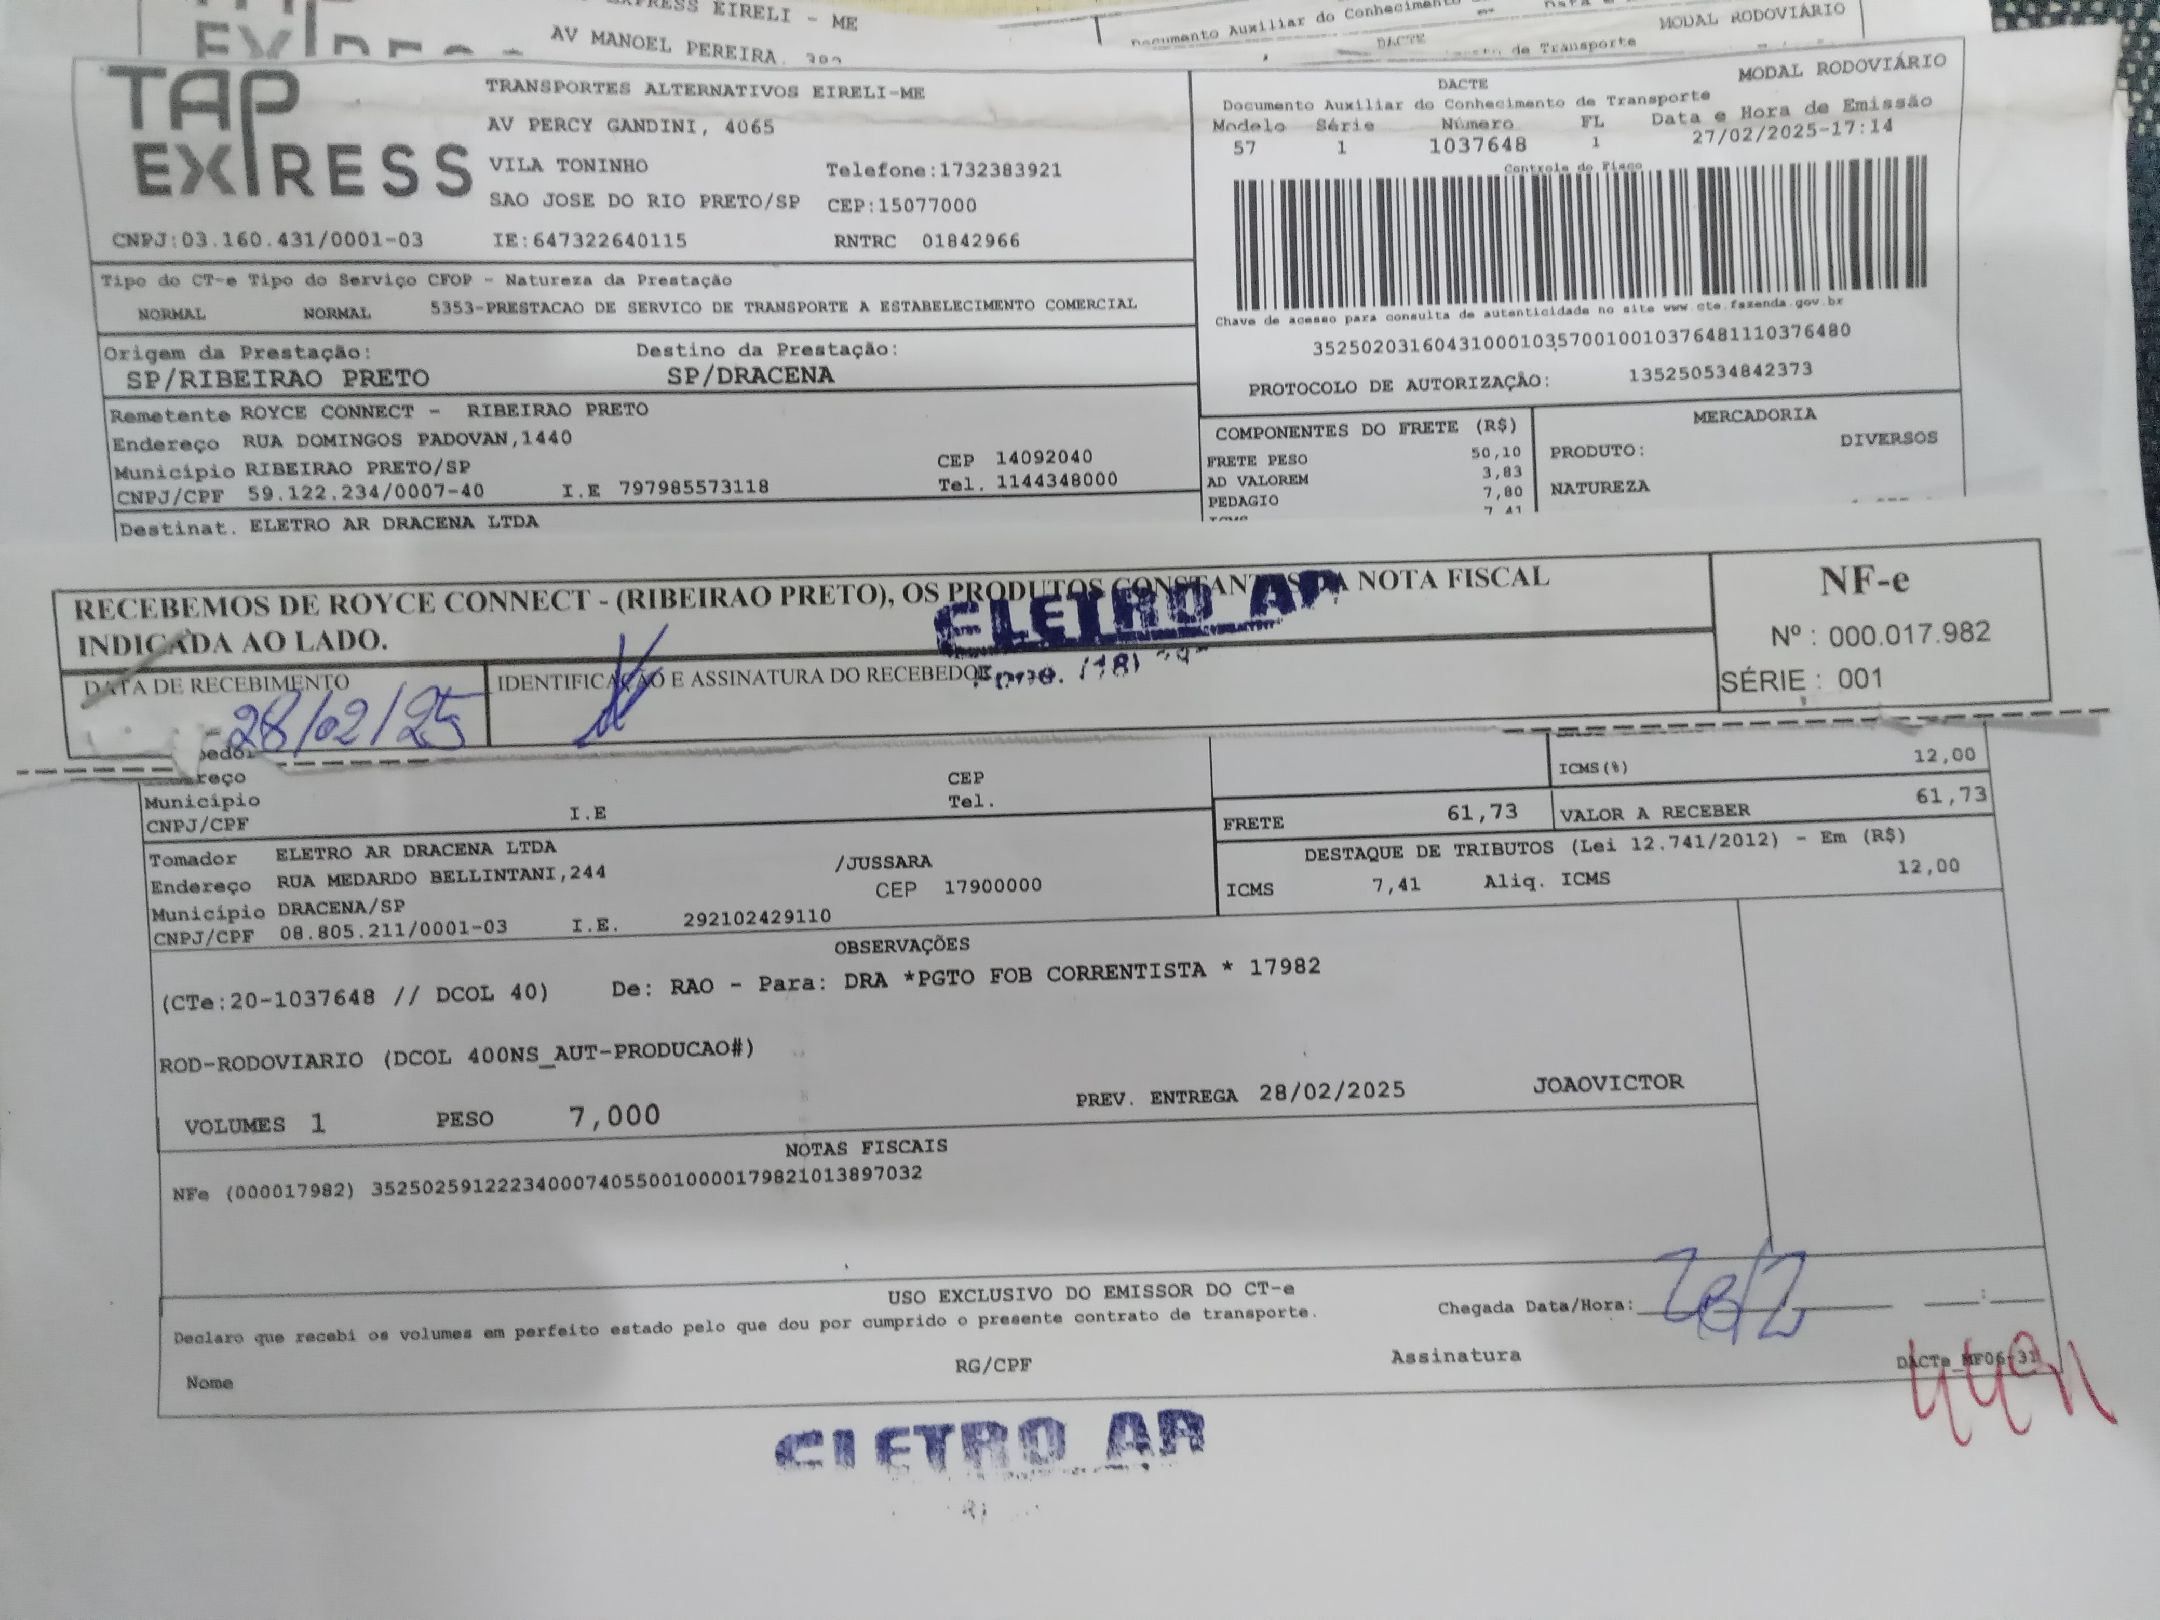 EXPRESS EIRELI - ME
AV MANOEL PEREIRA.
Documento Auxiliar do Conhecimento
MODAL RODOVIÁRIO
DACTE
de Transporte
TAP EXPRESS
TRANSPORTES ALTERNATIVOS EIRELI-ME
AV PERCY GANDINI, 4065
VILA TONINHO Telefone:1732383921
SAO JOSE DO RIO PRETO/SP CEP:15077000
CNPJ:03.160.431/0001-03 IE:647322640115 RNTRC 01842966
DACTE MODAL RODOVIÁRIO
Documento Auxiliar do Conhecimento de Transporte
Modelo Série Número FL Data e Hora de Emissão
57 1 1037648 1 27/02/2025-17:14
Controle do Fisco
Chave de acesso para consulta de autenticidade no site www.cte.fazenda.gov.br
35250203160431000103570010010376481110376480
PROTOCOLO DE AUTORIZAÇÃO: 135250534842373
Tipo do CT-e Tipo do Serviço CFOP - Natureza da Prestação
NORMAL NORMAL 5353-PRESTACAO DE SERVICO DE TRANSPORTE A ESTABELECIMENTO COMERCIAL
Origem da Prestação: Destino da Prestação:
SP/RIBEIRAO PRETO SP/DRACENA
Remetente ROYCE CONNECT - RIBEIRAO PRETO
Endereço RUA DOMINGOS PADOVAN,1440
Município RIBEIRAO PRETO/SP CEP 14092040
CNPJ/CPF 59.122.234/0007-40 I.E 797985573118 Tel. 1144348000
Destinat. ELETRO AR DRACENA LTDA
COMPONENTES DO FRETE (R$)
FRETE PESO 50,10
AD VALOREM 3,83
PEDAGIO 7,80
ICMS 7,41
MERCADORIA
PRODUTO: DIVERSOS
NATUREZA
RECEBEMOS DE ROYCE CONNECT - (RIBEIRAO PRETO), OS PRODUTOS CONSTANTES DA NOTA FISCAL
INDICADA AO LADO.
ELETRO AR
DATA DE RECEBIMENTO
28/02/25
IDENTIFICAÇÃO E ASSINATURA DO RECEBEDOR
(18)
NF-e
Nº : 000.017.982
SÉRIE : 001
Município CEP
CNPJ/CPF I.E Tel.
ICMS(%) 12,00
FRETE 61,73 VALOR A RECEBER 61,73
DESTAQUE DE TRIBUTOS (Lei 12.741/2012) - Em (R$)
ICMS 7,41 Aliq. ICMS 12,00
Tomador ELETRO AR DRACENA LTDA
Endereço RUA MEDARDO BELLINTANI,244 /JUSSARA
Município DRACENA/SP CEP 17900000
CNPJ/CPF 08.805.211/0001-03 I.E. 292102429110
OBSERVAÇÕES
(CTe:20-1037648 // DCOL 40) De: RAO - Para: DRA *PGTO FOB CORRENTISTA * 17982
ROD-RODOVIARIO (DCOL 400NS_AUT-PRODUCAO#)
VOLUMES 1 PESO 7,000 PREV. ENTREGA 28/02/2025 JOAOVICTOR
NOTAS FISCAIS
NFe (000017982) 35250259122234000740550010000179821013897032
USO EXCLUSIVO DO EMISSOR DO CT-e
Declaro que recebi os volumes em perfeito estado pelo que dou por cumprido o presente contrato de transporte.
Chegada Data/Hora: 28/2 :
Nome RG/CPF Assinatura
DACTe_MF06-31
ELETRO AR